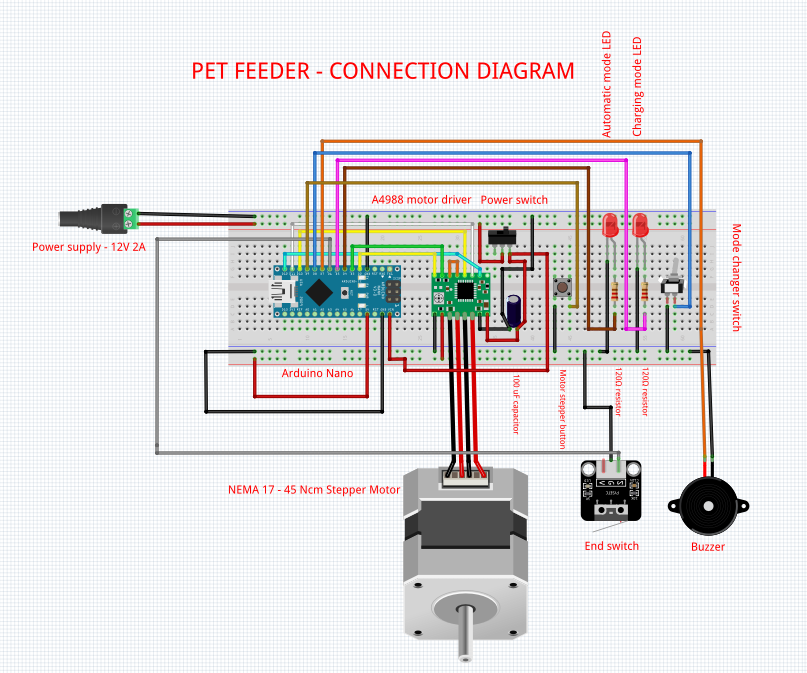 PET FEEDER - CONNECTION DIAGRAM
Automatic mode LED
Charging mode LED
A4988 motor driver
Power switch
Power supply - 12V 2A
Mode changer switch
Arduino Nano
100 uF capacitor
Motor stepper button
120Ω resistor
120Ω resistor
NEMA 17 - 45 Ncm Stepper Motor
End switch
Buzzer